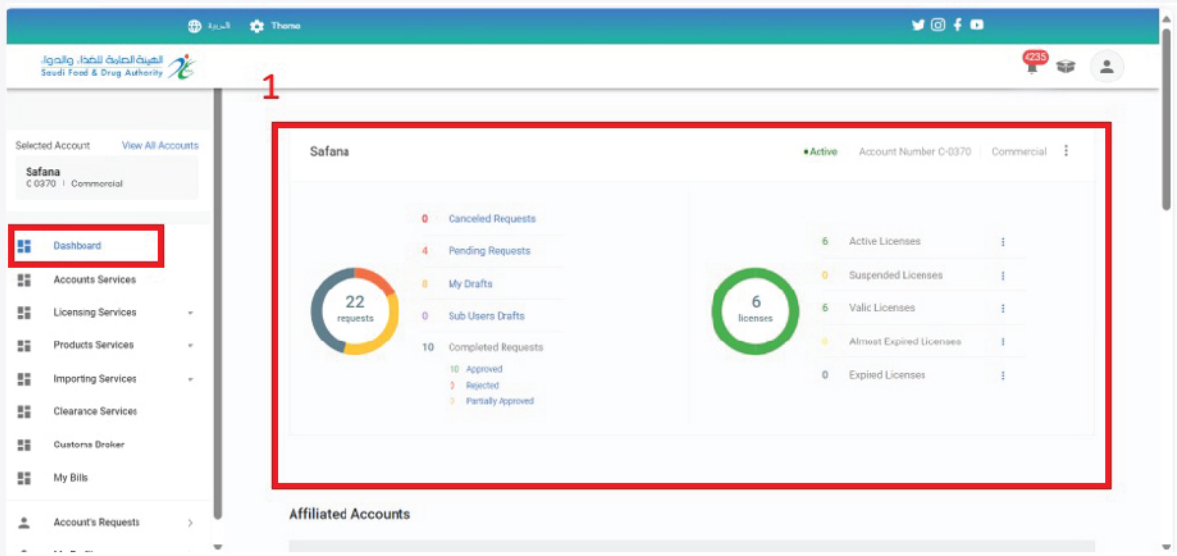 العربية Theme
الهيئة العامة للغذاء والدواء
Saudi Food & Drug Authority
4235
1
Selected Account View All Accounts
Safana
C 0370 | Commercial
Dashboard
Accounts Services
Licensing Services
Products Services
Importing Services
Clearance Services
Customs Broker
My Bills
Account's Requests
Safana
Active Account Number C-0370 | Commercial
22
requests
0 Canceled Requests
4 Pending Requests
8 My Drafts
0 Sub Users Drafts
10 Completed Requests
10 Approved
Rejected
Partially Approved
6
licenses
6 Active Licenses
0 Suspended Licenses
6 Valic Licenses
Almost Expired Licenses
0 Expired Licenses
Affiliated Accounts